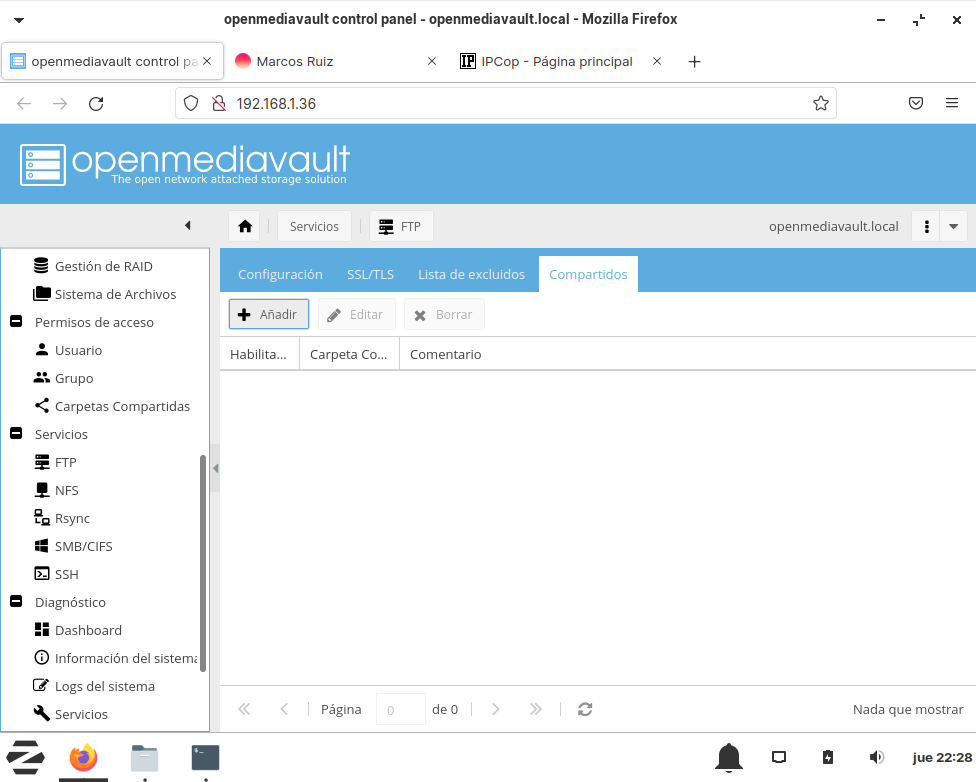 openmediavault control panel - openmediavault.local - Mozilla Firefox
openmediavault control pa
Marcos Ruiz
IP IPCop - Página principal
192.168.1.36
openmediavault
The open network attached storage solution
Servicios
FTP
openmediavault.local
Gestión de RAID
Sistema de Archivos
Permisos de acceso
Usuario
Grupo
Carpetas Compartidas
Servicios
FTP
NFS
Rsync
SMB/CIFS
SSH
Diagnóstico
Dashboard
Información del sistema
Logs del sistema
Servicios
Configuración SSL/TLS Lista de excluidos Compartidos
Añadir Editar Borrar
Habilita... Carpeta Co... Comentario
Página 0 de 0 Nada que mostrar
jue 22:28